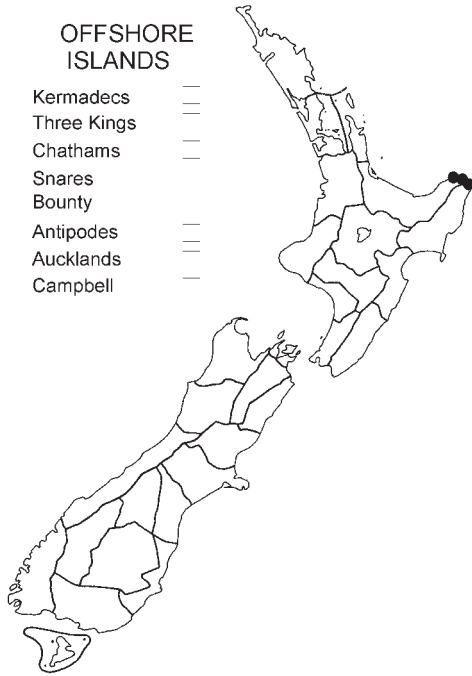 OFFSHORE
ISLANDS
Kermadecs
Three Kings
Chathams
Snares
Bounty
Antipodes
Aucklands
Campbell